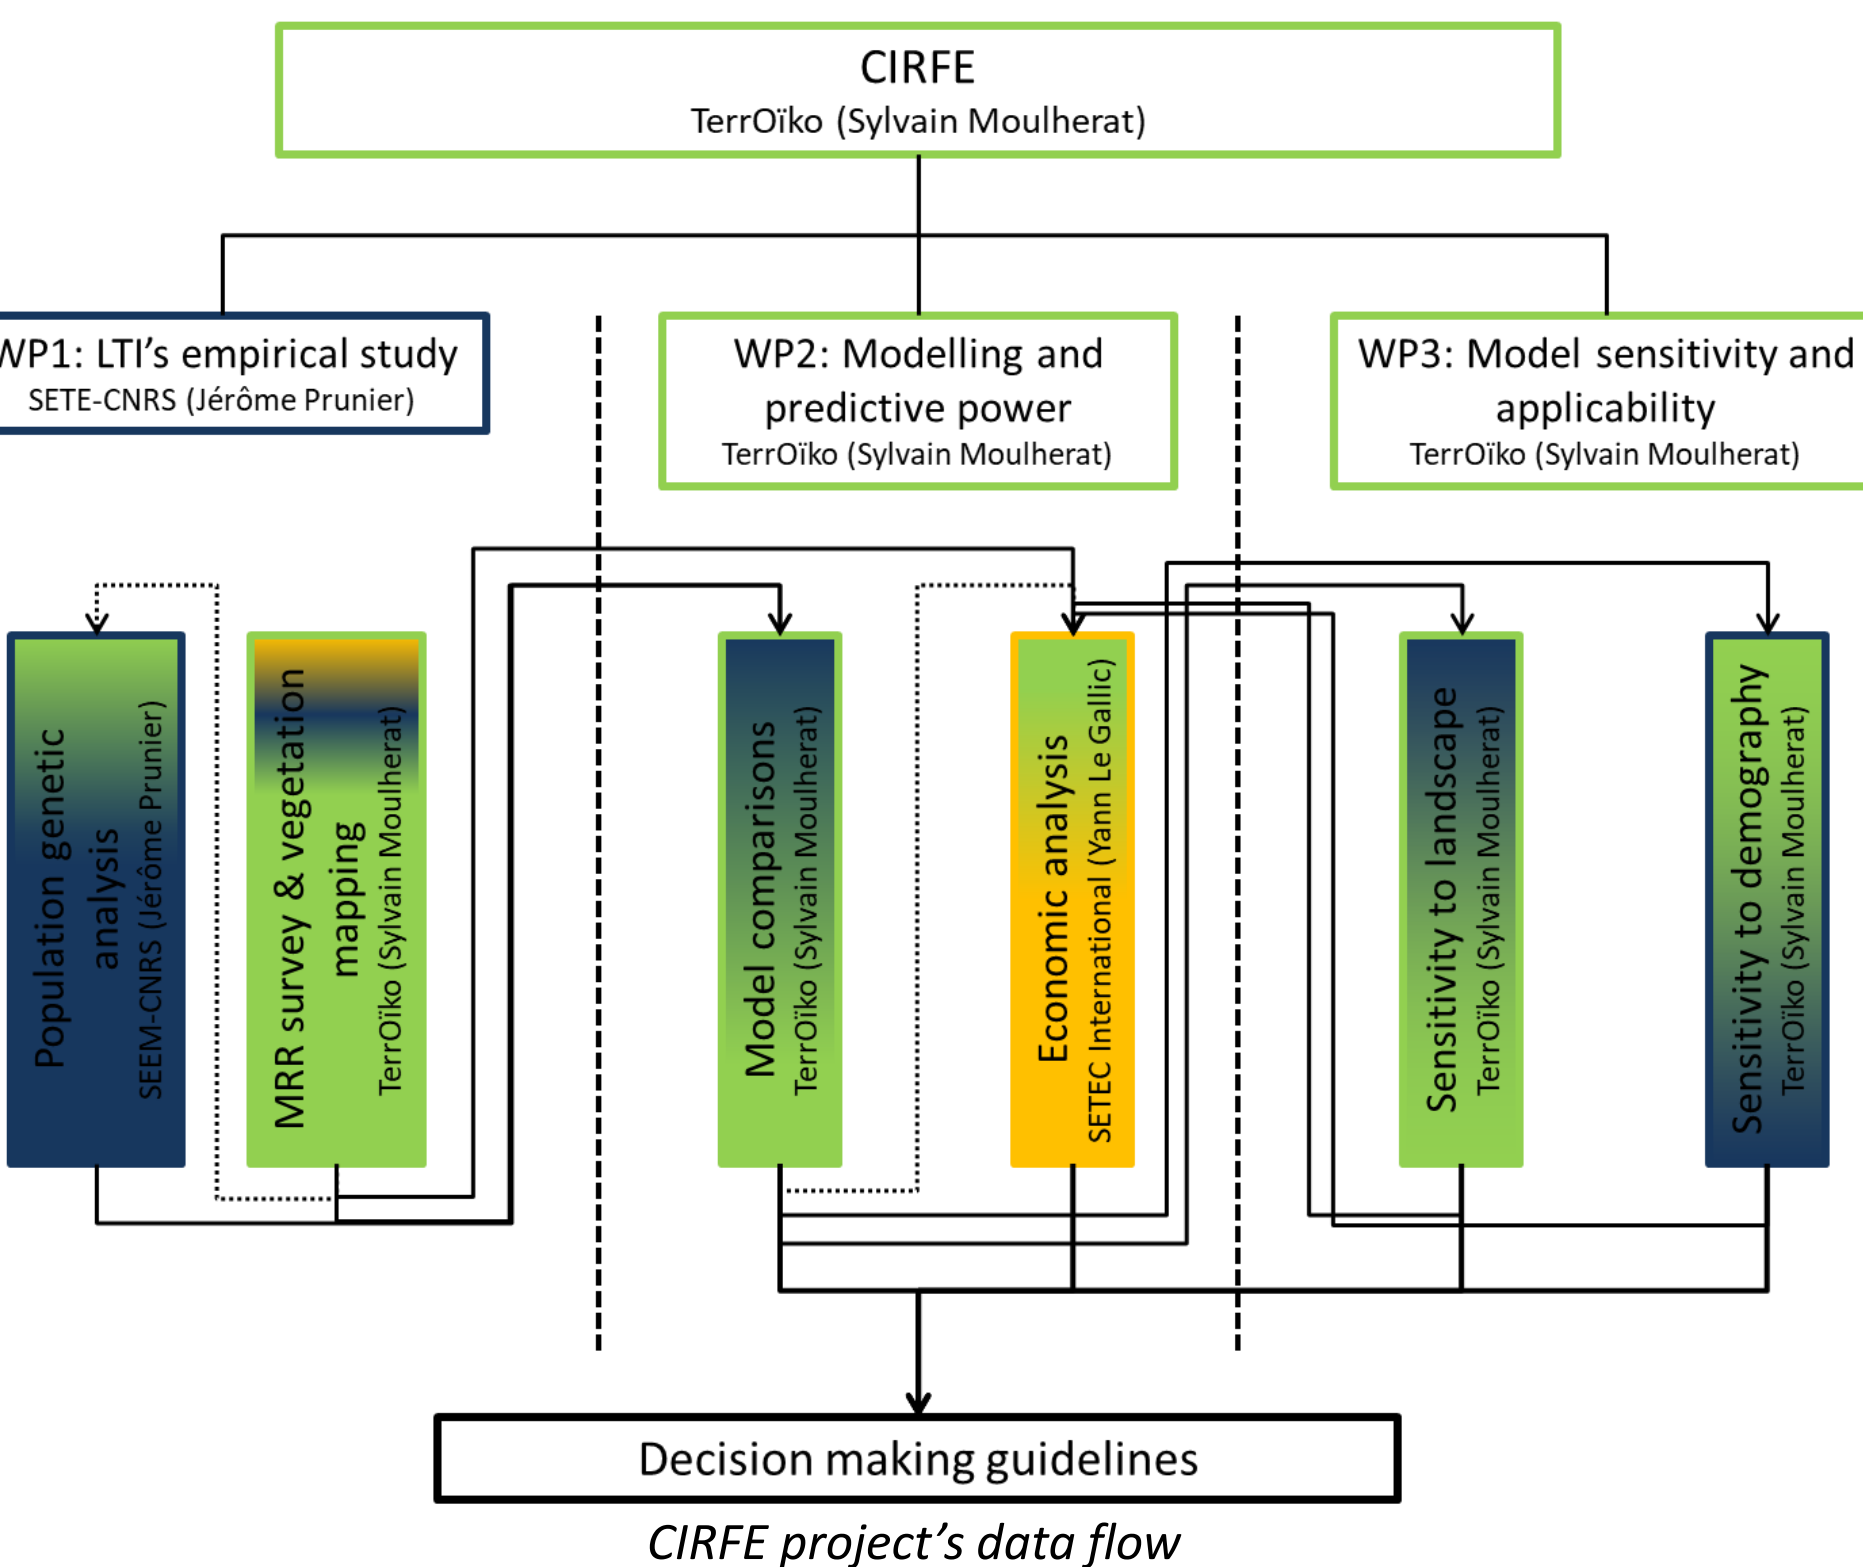 CIRFE
TerrOïko (Sylvain Moulherat)
WP1: LTI's empirical study
SETE-CNRS (Jérôme Prunier)
WP2: Modelling and
predictive power
TerrOïko (Sylvain Moulherat)
WP3: Model sensitivity and
applicability
TerrOïko (Sylvain Moulherat)
Population genetic
analysis
SEEM-CNRS (Jérôme Prunier)
MRR survey & vegetation
mapping
TerrOïko (Sylvain Moulherat)
Model comparisons
TerrOïko (Sylvain Moulherat)
Economic analysis
SETEC International (Yann Le Gallic)
Sensitivity to landscape
TerrOïko (Sylvain Moulherat)
Sensitivity to demography
TerrOïko (Sylvain Moulherat)
Decision making guidelines
CIRFE project's data flow